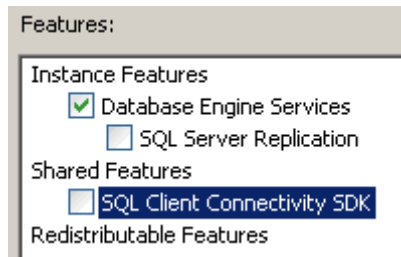 Features:
Instance Features
Database Engine Services
SQL Server Replication
Shared Features
SQL Client Connectivity SDK
Redistributable Features